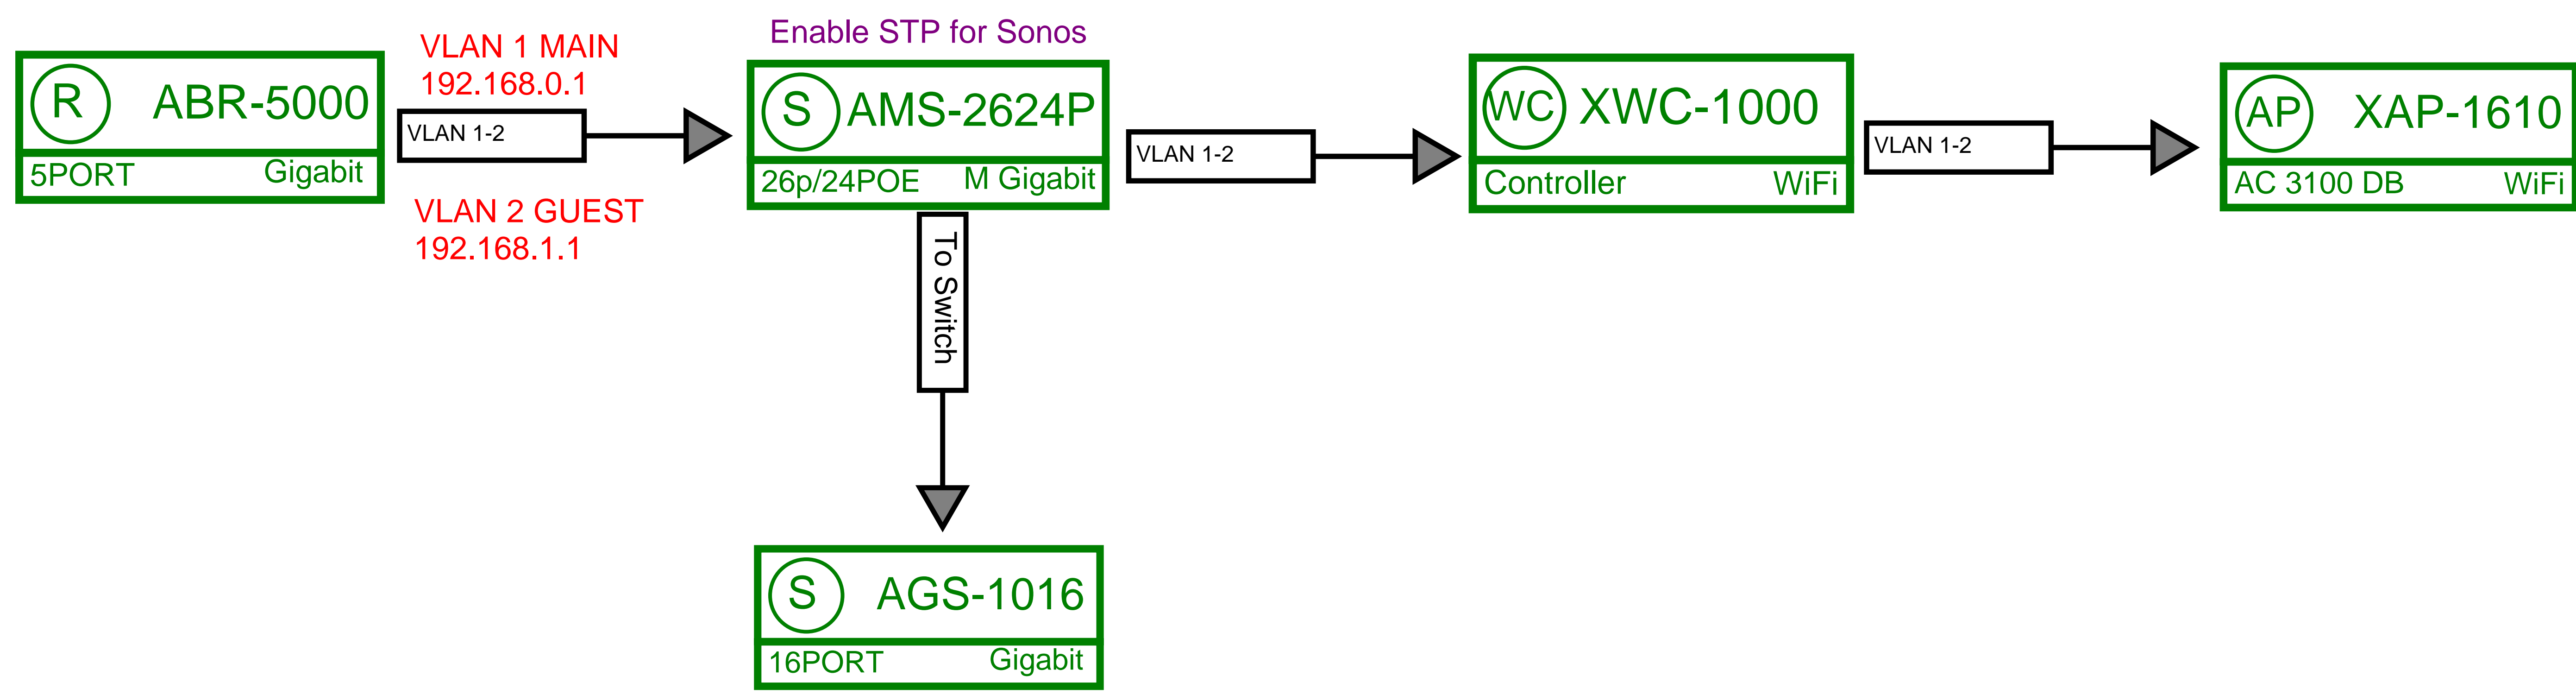 Enable STP for Sonos
R ABR-5000
5PORT Gigabit
VLAN 1 MAIN
192.168.0.1
VLAN 1-2
VLAN 2 GUEST
192.168.1.1
S AMS-2624P
26p/24POE M Gigabit
VLAN 1-2
WC XWC-1000
Controller WiFi
VLAN 1-2
AP XAP-1610
AC 3100 DB WiFi
To Switch
S AGS-1016
16PORT Gigabit